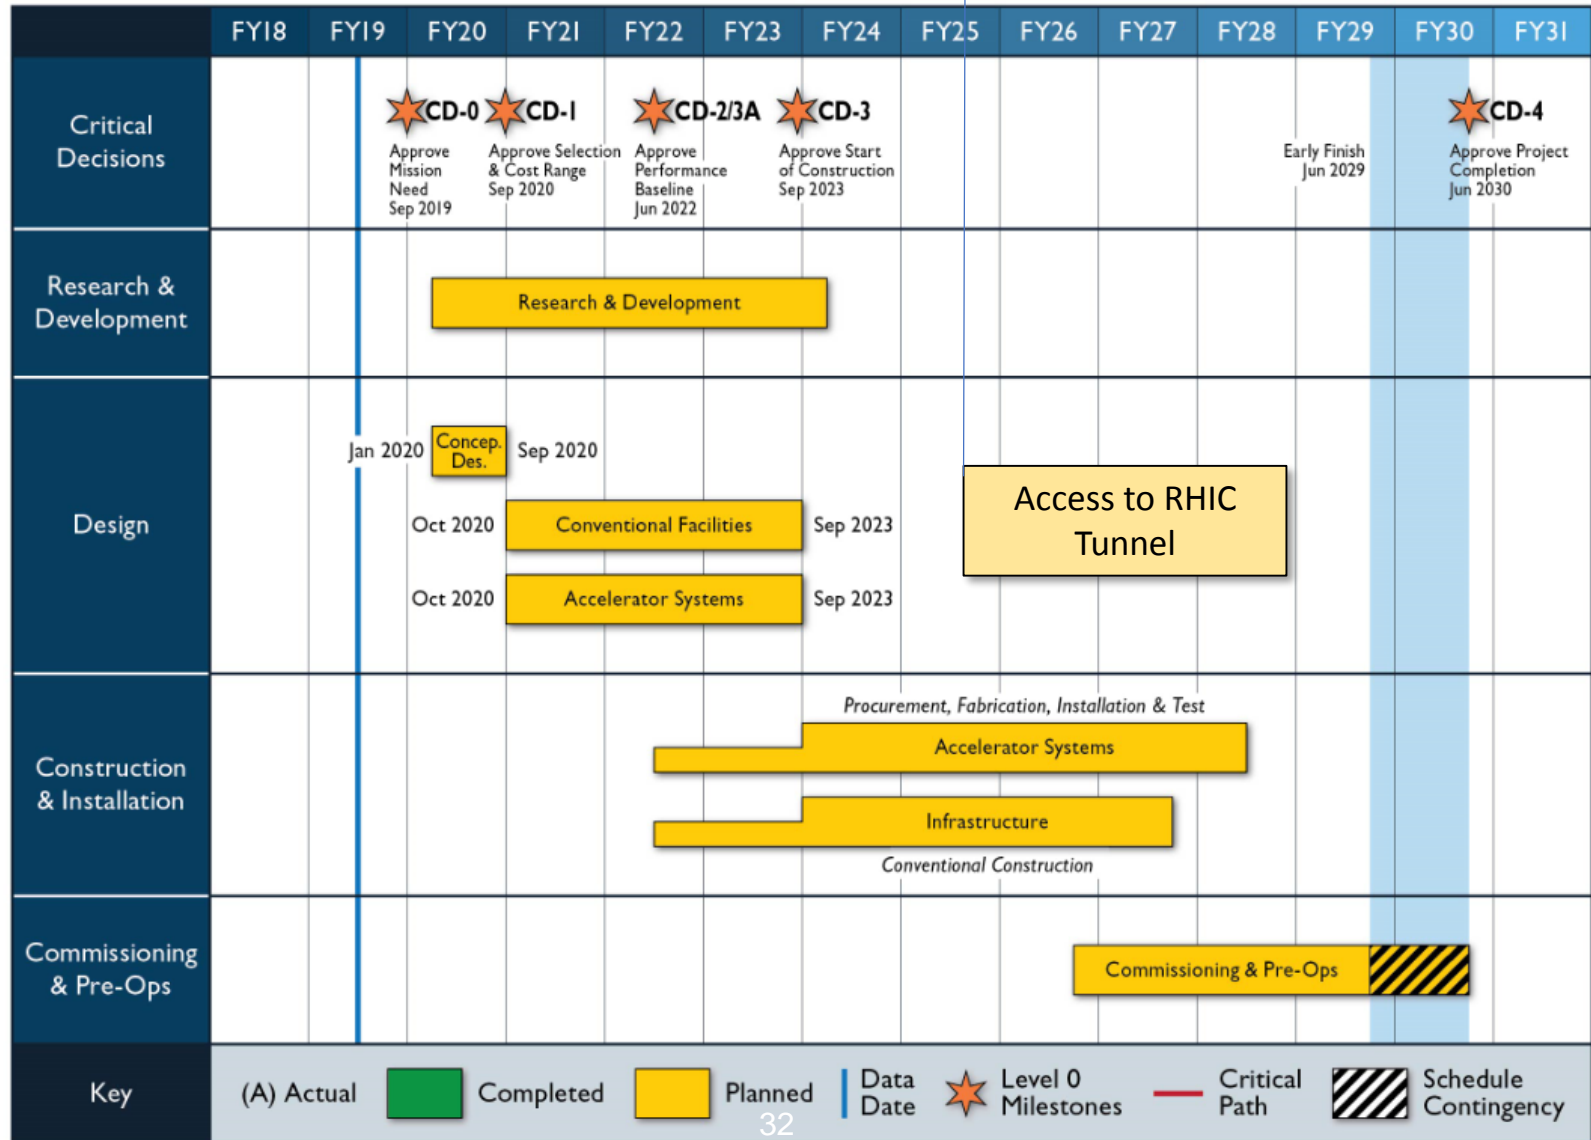 FY18 FY19 FY20 FY21 FY22 FY23 FY24 FY25 FY26 FY27 FY28 FY29 FY30 FY31
Critical
Decisions
CD-0
Approve
Mission
Need
Sep 2019
CD-1
Approve Selection
& Cost Range
Sep 2020
CD-2/3A
Approve
Performance
Baseline
Jun 2022
CD-3
Approve Start
of Construction
Sep 2023
Early Finish
Jun 2029
CD-4
Approve Project
Completion
Jun 2030
Research &
Development
Research & Development
Design
Jan 2020
Concep.
Des.
Sep 2020
Oct 2020 Conventional Facilities Sep 2023
Oct 2020 Accelerator Systems Sep 2023
Access to RHIC
Tunnel
Construction
& Installation
Procurement, Fabrication, Installation & Test
Accelerator Systems
Infrastructure
Conventional Construction
Commissioning
& Pre-Ops
Commissioning & Pre-Ops
Key
(A) Actual
Completed
Planned
Data
Date
Level 0
Milestones
Critical
Path
Schedule
Contingency
32